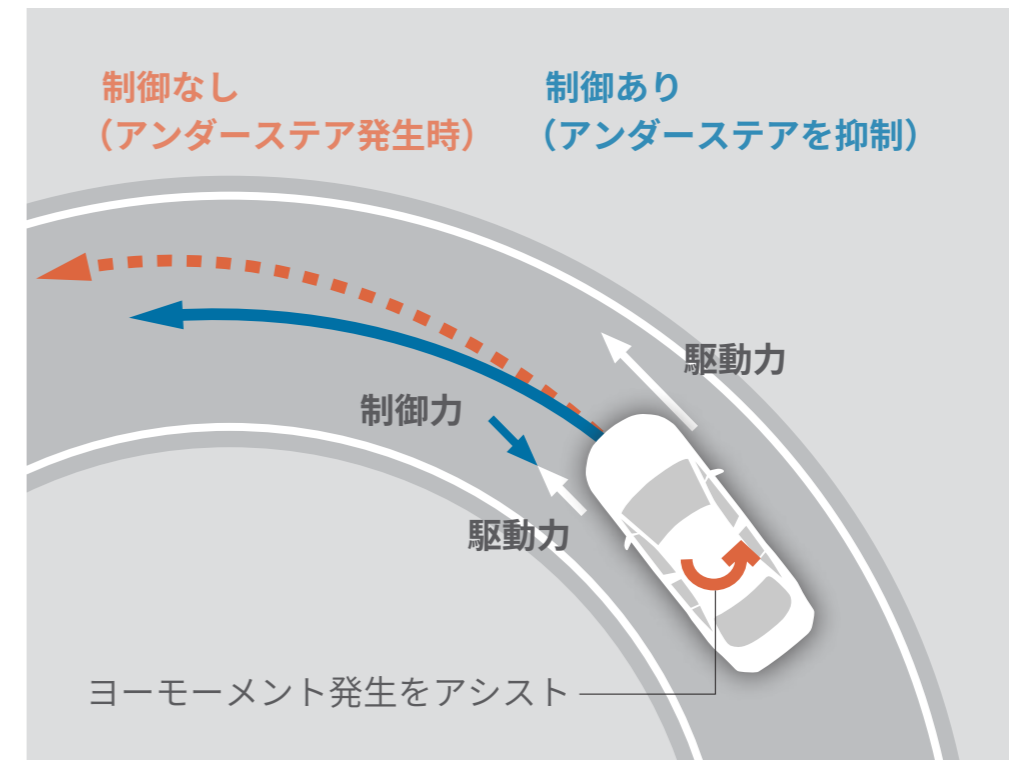 制御なし
（アンダーステア発生時）
制御あり
（アンダーステアを抑制）
駆動力
制御力
駆動力
ヨーモーメント発生をアシスト